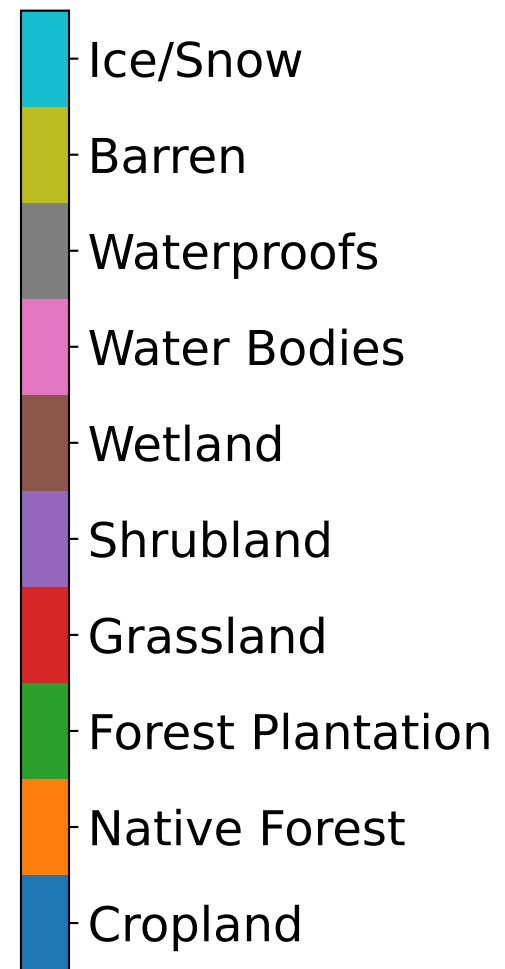 Ice/Snow
Barren
Waterproofs
Water Bodies
Wetland
Shrubland
Grassland
Forest Plantation
Native Forest
Cropland